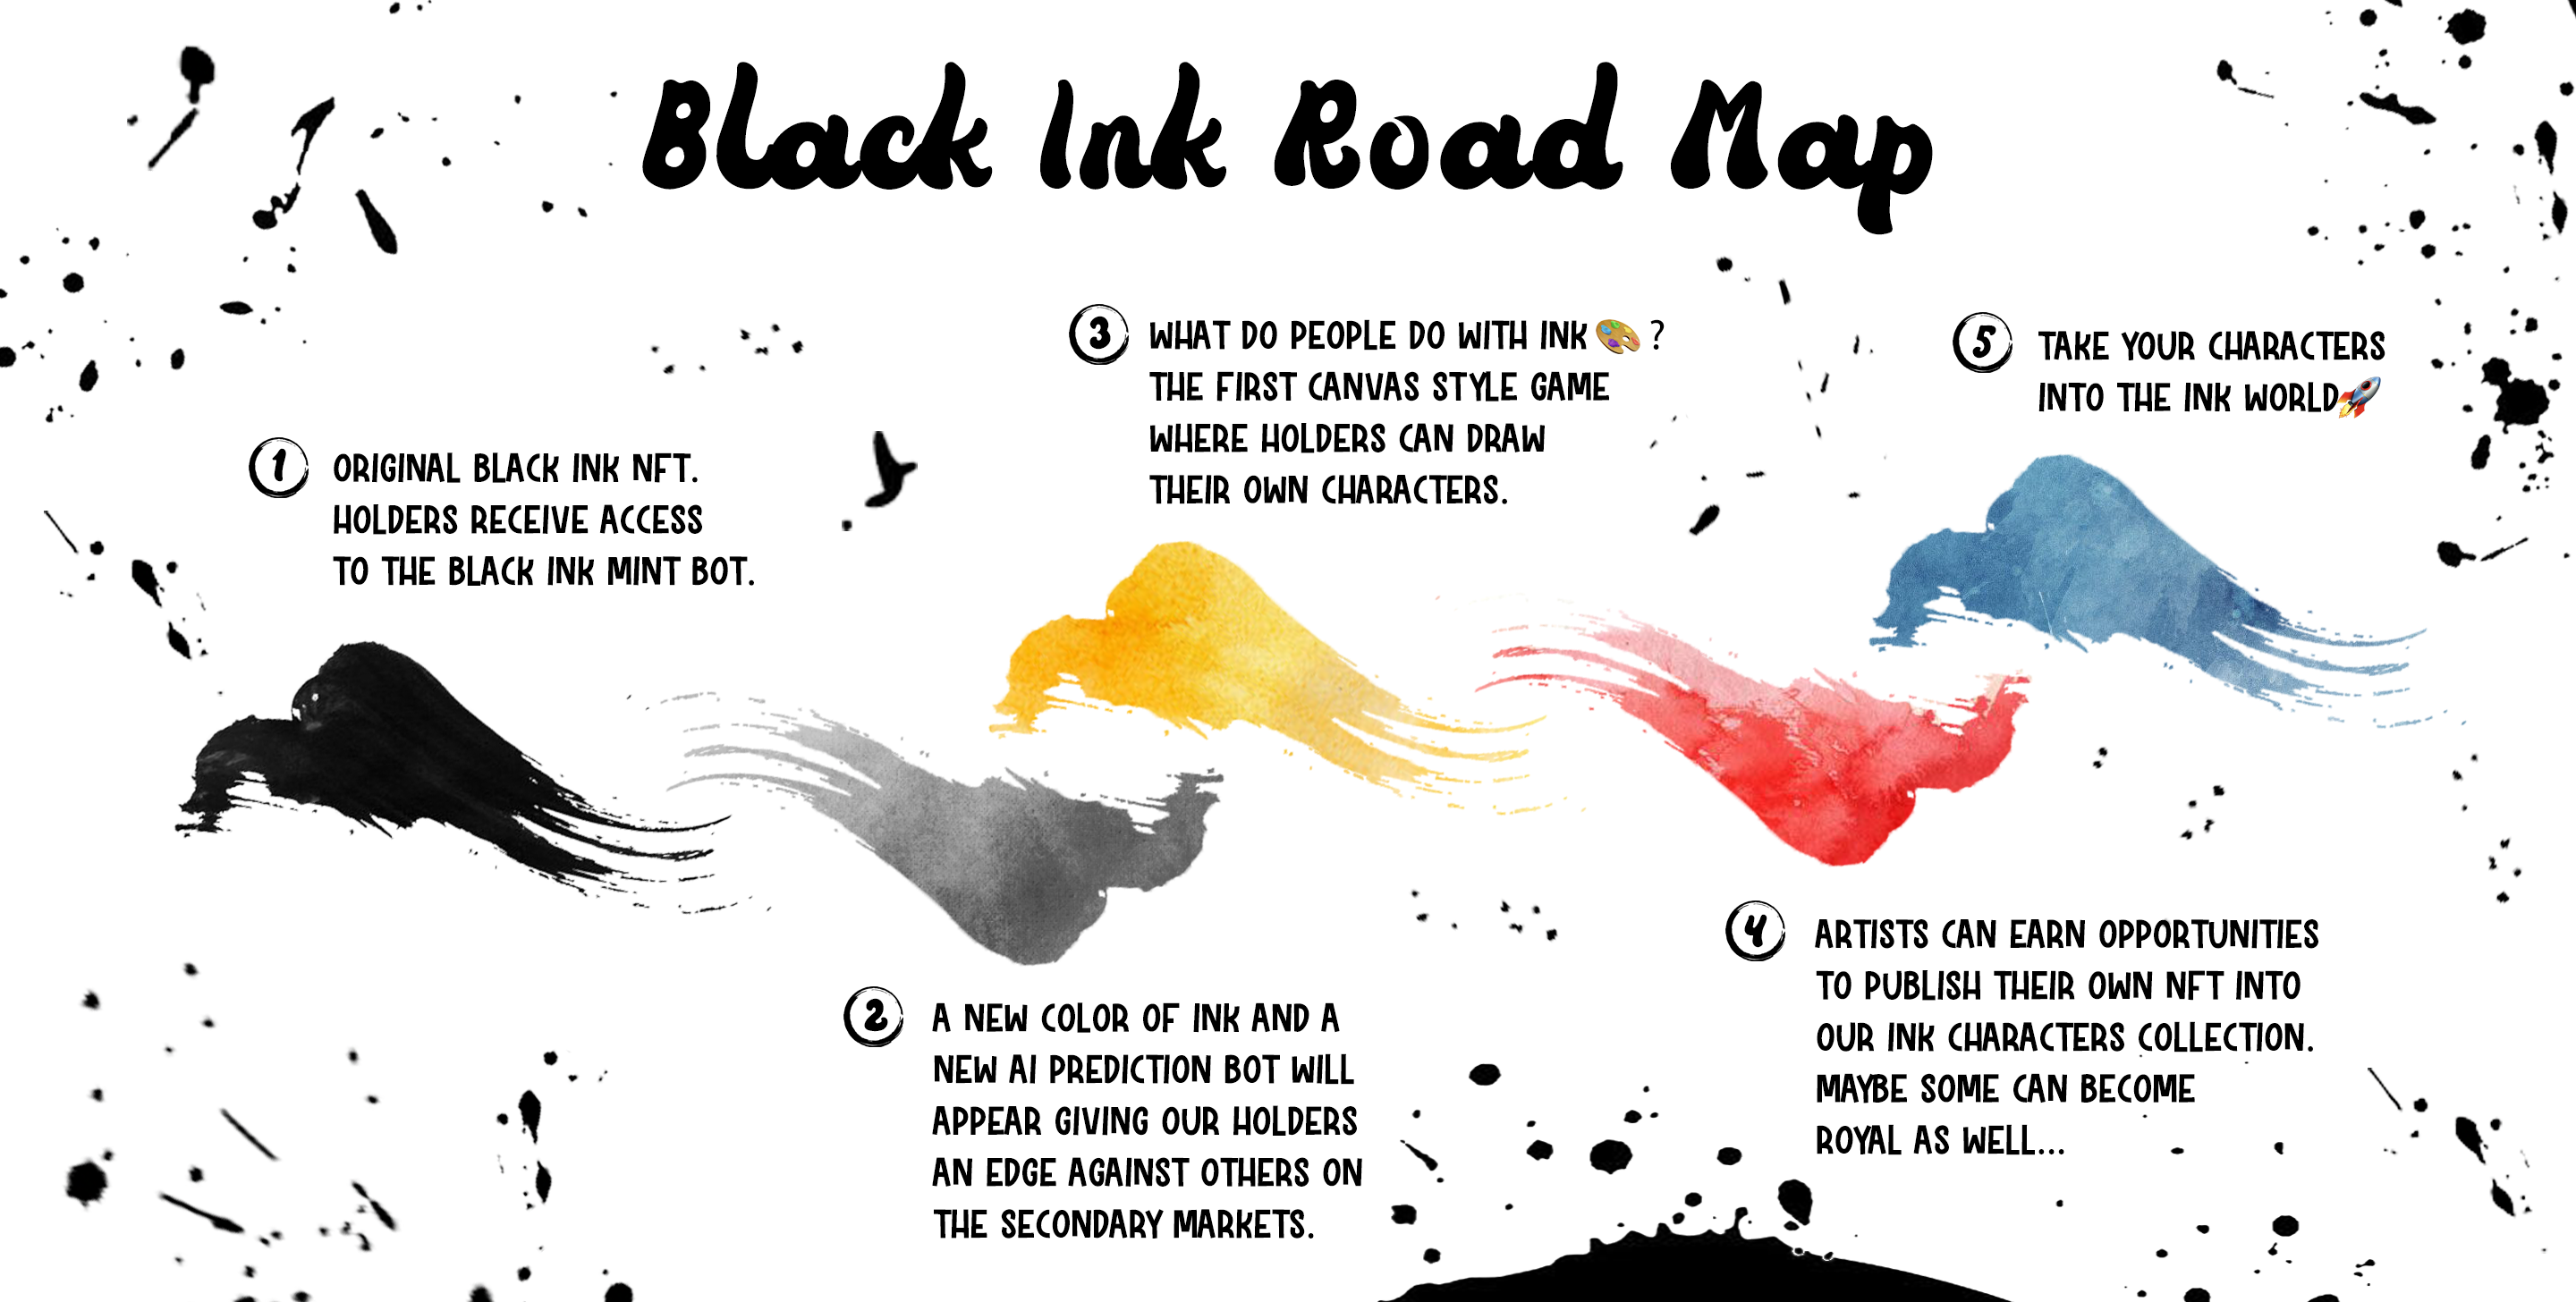 Black Ink Road Map
1 ORIGINAL BLACK INK NFT.
HOLDERS RECEIVE ACCESS
TO THE BLACK INK MINT BOT.
2 A NEW COLOR OF INK AND A
NEW AI PREDICTION BOT WILL
APPEAR GIVING OUR HOLDERS
AN EDGE AGAINST OTHERS ON
THE SECONDARY MARKETS.
3 WHAT DO PEOPLE DO WITH INK 🎨 ?
THE FIRST CANVAS STYLE GAME
WHERE HOLDERS CAN DRAW
THEIR OWN CHARACTERS.
4 ARTISTS CAN EARN OPPORTUNITIES
TO PUBLISH THEIR OWN NFT INTO
OUR INK CHARACTERS COLLECTION.
MAYBE SOME CAN BECOME
ROYAL AS WELL...
5 TAKE YOUR CHARACTERS
INTO THE INK WORLD🚀